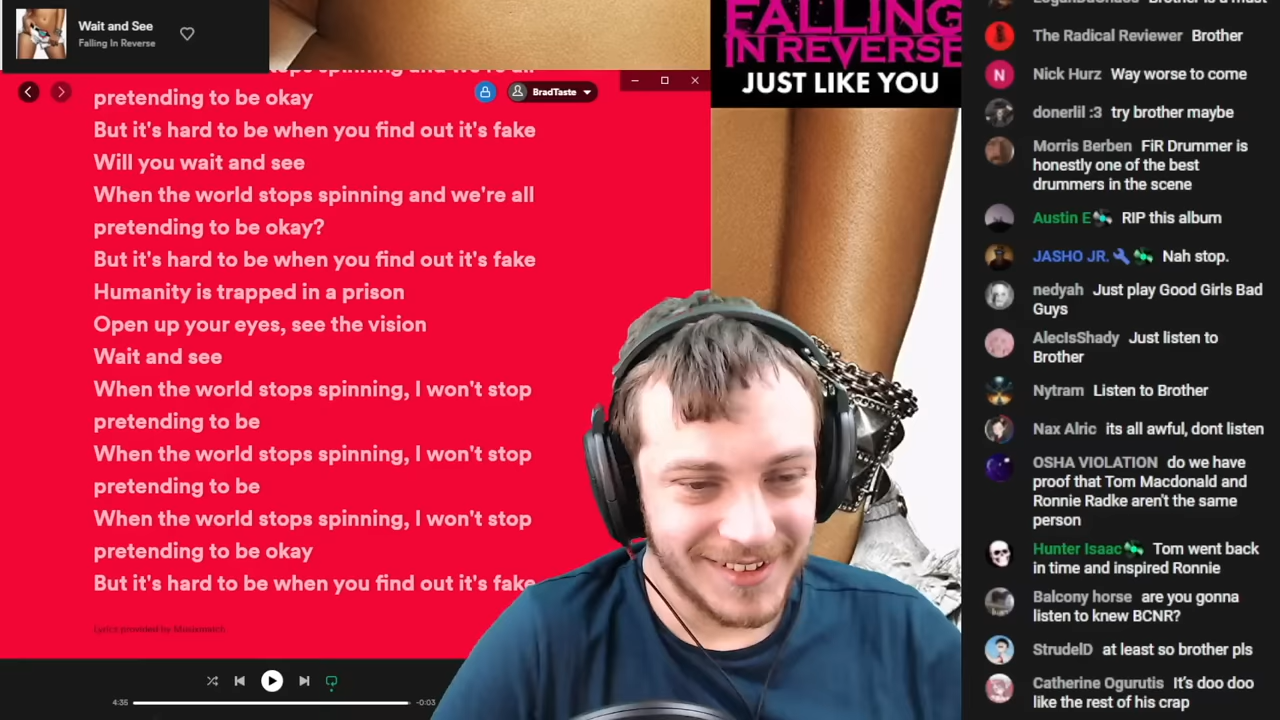 Wait and See
Falling In Reverse
FALLING
IN REVERSE
JUST LIKE YOU
BradTaste
pretending to be okay
But it's hard to be when you find out it's fake
Will you wait and see
When the world stops spinning and we're all
pretending to be okay?
But it's hard to be when you find out it's fake
Humanity is trapped in a prison
Open up your eyes, see the vision
Wait and see
When the world stops spinning, I won't stop
pretending to be
When the world stops spinning, I won't stop
pretending to be
When the world stops spinning, I won't stop
pretending to be okay
But it's hard to be when you find out it's fake
Lyrics provided by Musixmatch
4:35
-0:03
The Radical Reviewer Brother
N
Nick Hurz Way worse to come
donerlil :3 try brother maybe
Morris Berben FiR Drummer is
honestly one of the best
drummers in the scene
Austin E RIP this album
JASHO JR. Nah stop.
nedyah Just play Good Girls Bad
Guys
AlecIsShady Just listen to
Brother
Nytram Listen to Brother
Nax Alric its all awful, dont listen
OSHA VIOLATION do we have
proof that Tom Macdonald and
Ronnie Radke aren't the same
person
Hunter Isaac Tom went back
in time and inspired Ronnie
Balcony horse are you gonna
listen to knew BCNR?
StrudelD at least so brother pls
Catherine Ogurutis It's doo doo
like the rest of his crap